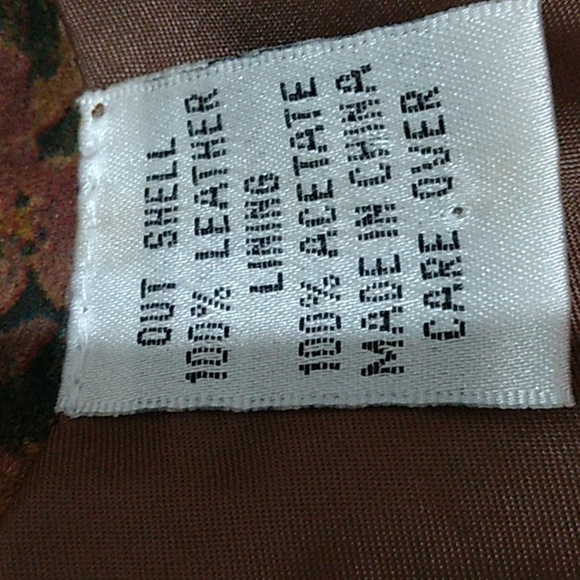 OUT SHELL
100% LEATHER
LINING
100% ACETATE
MADE IN CHINA
CARE OVER